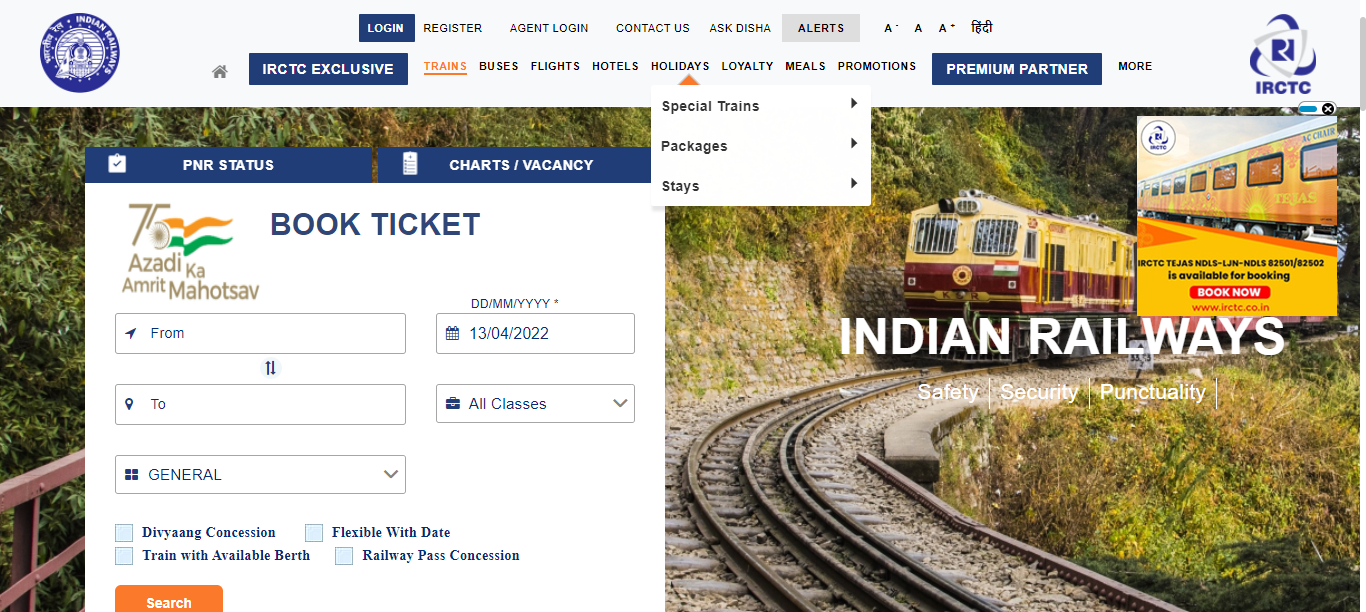 LOGIN REGISTER AGENT LOGIN CONTACT US ASK DISHA ALERTS A- A A+ हिंदी
INDIAN RAILWAYS
भारतीय रेल
IRCTC EXCLUSIVE TRAINS BUSES FLIGHTS HOTELS HOLIDAYS LOYALTY MEALS PROMOTIONS PREMIUM PARTNER MORE
IRCTC
Special Trains
Packages
Stays
PNR STATUS CHARTS / VACANCY
75
Azadi Ka
Amrit Mahotsav
BOOK TICKET
DD/MM/YYYY *
From
13/04/2022
To
All Classes
GENERAL
Divyaang Concession Flexible With Date
Train with Available Berth Railway Pass Concession
Search
IRCTC
AC CHAIR
TEJAS
IRCTC TEJAS NDLS-LJN-NDLS 82501/82502
is available for booking
BOOK NOW
www.irctc.co.in
INDIAN RAILWAYS
Safety Security Punctuality